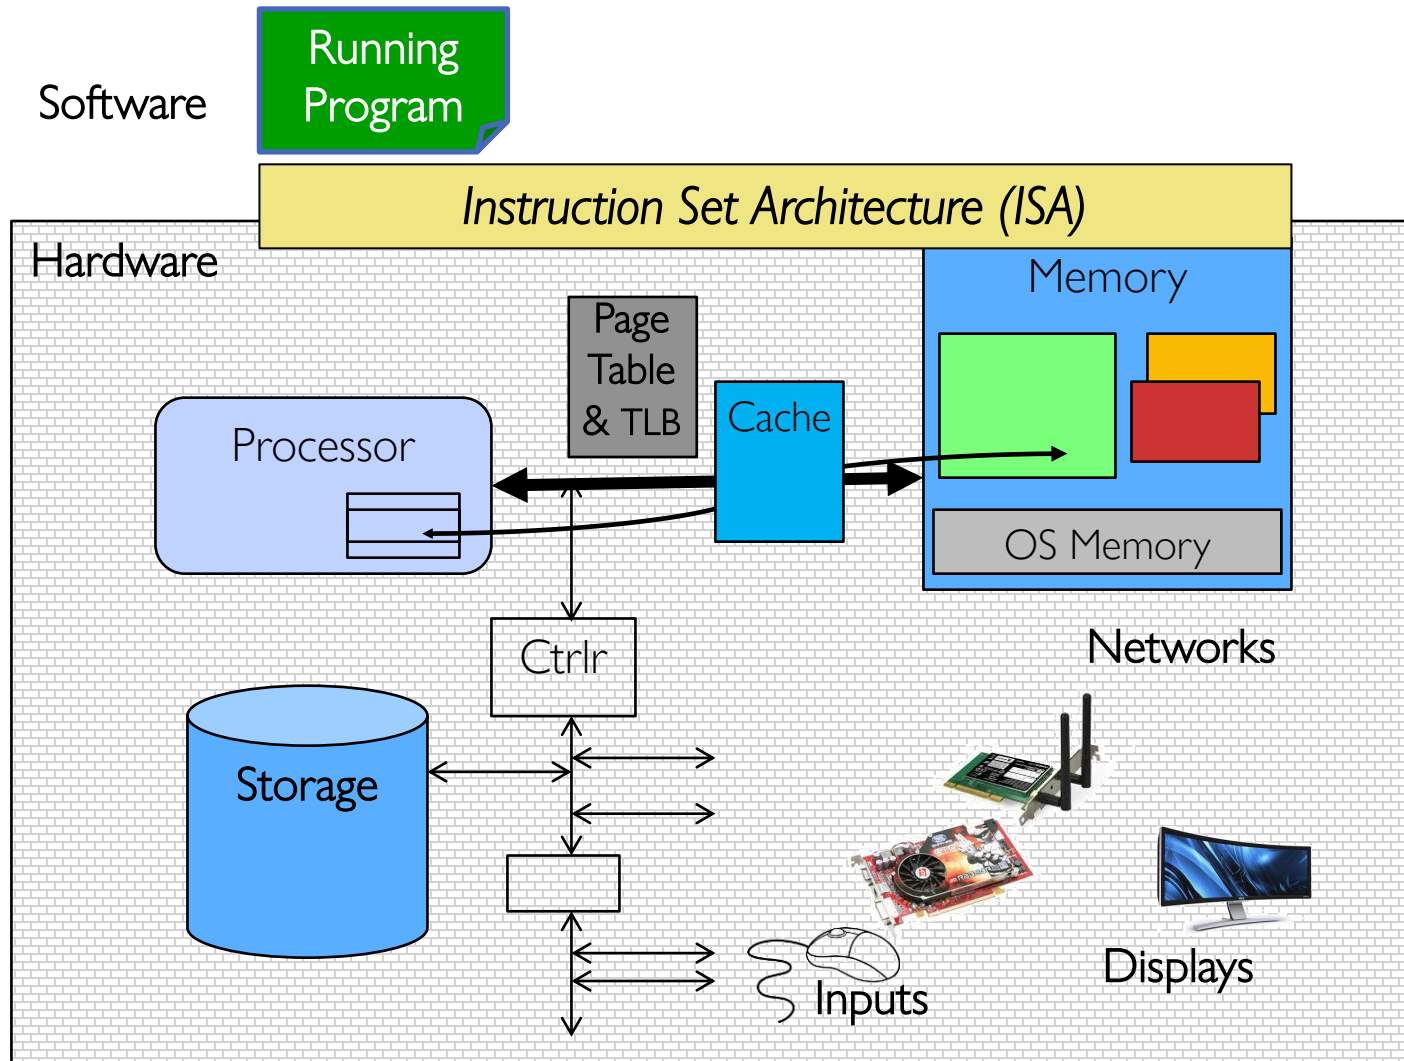 Running
Program
Software
Instruction Set Architecture (ISA)
Hardware
Memory
Page
Table
& TLB
Cache
Processor
OS Memory
Ctrlr
Networks
Storage
Displays
Inputs